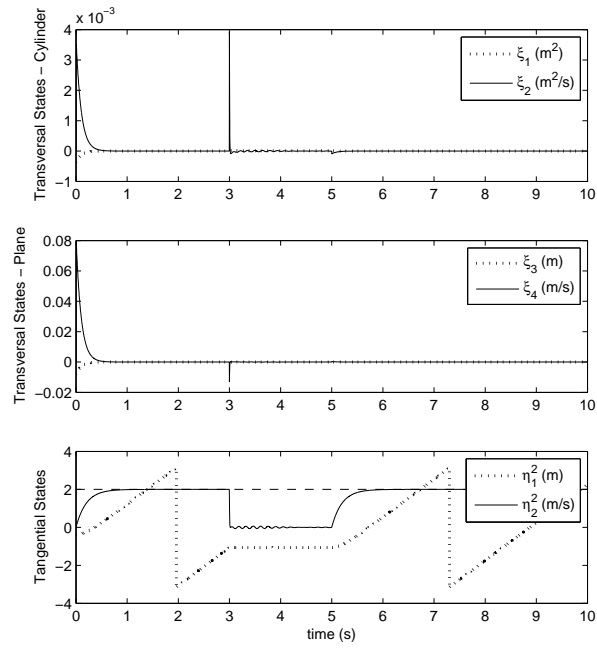 x 10⁻³
Transversal States − Cylinder
4
3
2
1
0
−1
ξ₁ (m²)
ξ₂ (m²/s)
0 1 2 3 4 5 6 7 8 9 10
Transversal States − Plane
0.08
0.06
0.04
0.02
0
−0.02
ξ₃ (m)
ξ₄ (m/s)
0 1 2 3 4 5 6 7 8 9 10
Tangential States
4
2
0
−2
−4
η₁² (m)
η₂² (m/s)
0 1 2 3 4 5 6 7 8 9 10
time (s)